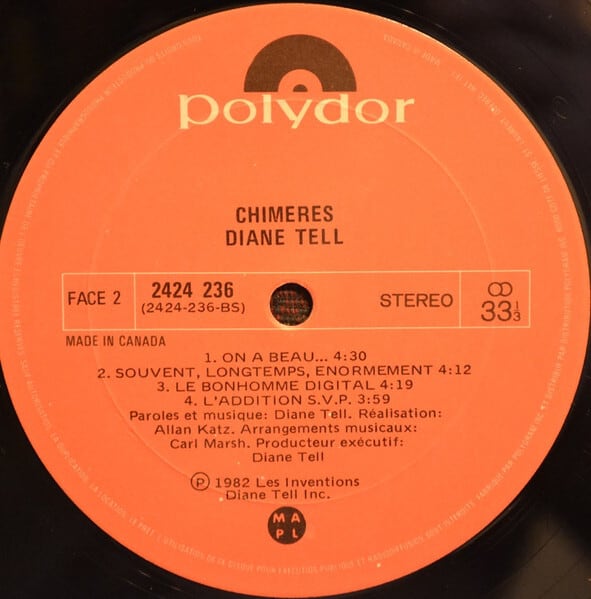 polydor
CHIMERES
DIANE TELL
FACE 2
2424 236
(2424-236-BS)
STEREO
33 1/3
MADE IN CANADA
1. ON A BEAU... 4:30
2. SOUVENT, LONGTEMPS, ENORMEMENT 4:12
3. LE BONHOMME DIGITAL 4:19
4. L'ADDITION S.V.P. 3:59
Paroles et musique: Diane Tell. Réalisation:
Allan Katz. Arrangements musicaux:
Carl Marsh. Producteur exécutif:
Diane Tell
℗ 1982 Les Inventions
Diane Tell Inc.
M A
P L